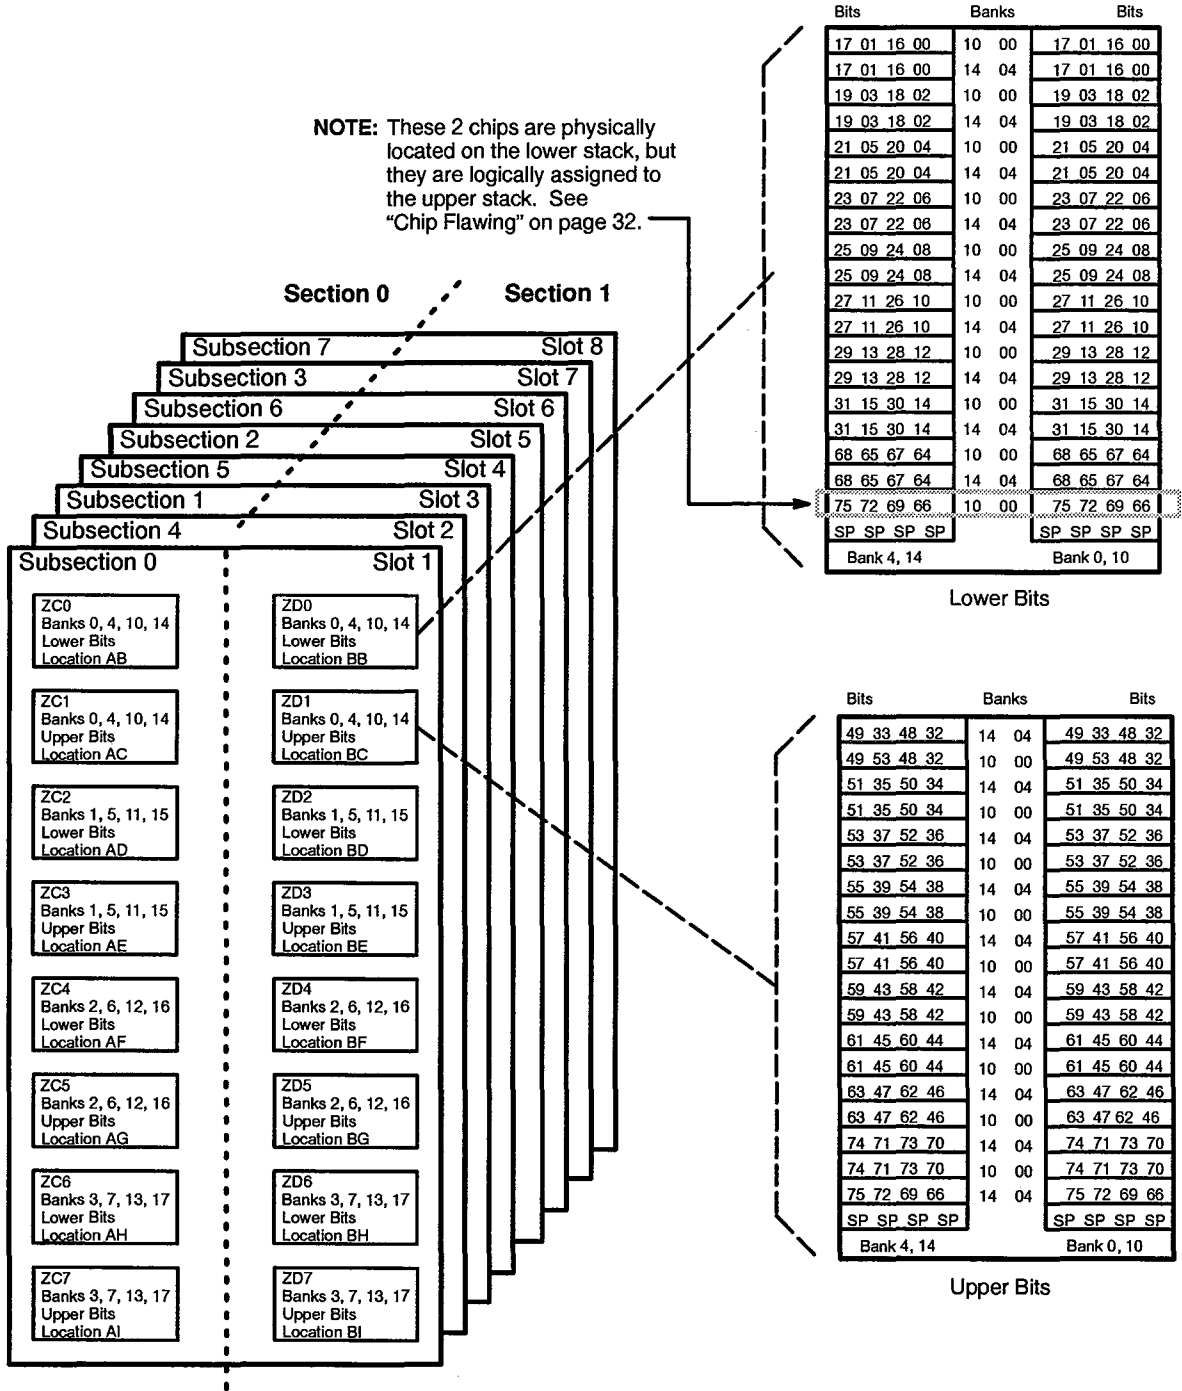 Bits Banks Bits
17 01 16 00 10 00 17 01 16 00
17 01 16 00 14 04 17 01 16 00
19 03 18 02 10 00 19 03 18 02
19 03 18 02 14 04 19 03 18 02
21 05 20 04 10 00 21 05 20 04
21 05 20 04 14 04 21 05 20 04
23 07 22 06 10 00 23 07 22 06
23 07 22 06 14 04 23 07 22 06
25 09 24 08 10 00 25 09 24 08
25 09 24 08 14 04 25 09 24 08
27 11 26 10 10 00 27 11 26 10
27 11 26 10 14 04 27 11 26 10
29 13 28 12 10 00 29 13 28 12
29 13 28 12 14 04 29 13 28 12
31 15 30 14 10 00 31 15 30 14
31 15 30 14 14 04 31 15 30 14
68 65 67 64 10 00 68 65 67 64
68 65 67 64 14 04 68 65 67 64
75 72 69 66 10 00 75 72 69 66
SP SP SP SP SP SP SP SP
Bank 4, 14 Bank 0, 10
Lower Bits
NOTE: These 2 chips are physically
located on the lower stack, but
they are logically assigned to
the upper stack. See
“Chip Flawing” on page 32.
Section 0 Section 1
Subsection 7 Slot 8
Subsection 3 Slot 7
Subsection 6 Slot 6
Subsection 2 Slot 5
Subsection 5 Slot 4
Subsection 1 Slot 3
Subsection 4 Slot 2
Subsection 0 Slot 1
ZC0
Banks 0, 4, 10, 14
Lower Bits
Location AB
ZD0
Banks 0, 4, 10, 14
Lower Bits
Location BB
ZC1
Banks 0, 4, 10, 14
Upper Bits
Location AC
ZD1
Banks 0, 4, 10, 14
Upper Bits
Location BC
ZC2
Banks 1, 5, 11, 15
Lower Bits
Location AD
ZD2
Banks 1, 5, 11, 15
Lower Bits
Location BD
ZC3
Banks 1, 5, 11, 15
Upper Bits
Location AE
ZD3
Banks 1, 5, 11, 15
Upper Bits
Location BE
ZC4
Banks 2, 6, 12, 16
Lower Bits
Location AF
ZD4
Banks 2, 6, 12, 16
Lower Bits
Location BF
ZC5
Banks 2, 6, 12, 16
Upper Bits
Location AG
ZD5
Banks 2, 6, 12, 16
Upper Bits
Location BG
ZC6
Banks 3, 7, 13, 17
Lower Bits
Location AH
ZD6
Banks 3, 7, 13, 17
Lower Bits
Location BH
ZC7
Banks 3, 7, 13, 17
Upper Bits
Location AI
ZD7
Banks 3, 7, 13, 17
Upper Bits
Location BI
Bits Banks Bits
49 33 48 32 14 04 49 33 48 32
49 53 48 32 10 00 49 53 48 32
51 35 50 34 14 04 51 35 50 34
51 35 50 34 10 00 51 35 50 34
53 37 52 36 14 04 53 37 52 36
53 37 52 36 10 00 53 37 52 36
55 39 54 38 14 04 55 39 54 38
55 39 54 38 10 00 55 39 54 38
57 41 56 40 14 04 57 41 56 40
57 41 56 40 10 00 57 41 56 40
59 43 58 42 14 04 59 43 58 42
59 43 58 42 10 00 59 43 58 42
61 45 60 44 14 04 61 45 60 44
61 45 60 44 10 00 61 45 60 44
63 47 62 46 14 04 63 47 62 46
63 47 62 46 10 00 63 47 62 46
74 71 73 70 14 04 74 71 73 70
74 71 73 70 10 00 74 71 73 70
75 72 69 66 14 04 75 72 69 66
SP SP SP SP SP SP SP SP
Bank 4, 14 Bank 0, 10
Upper Bits